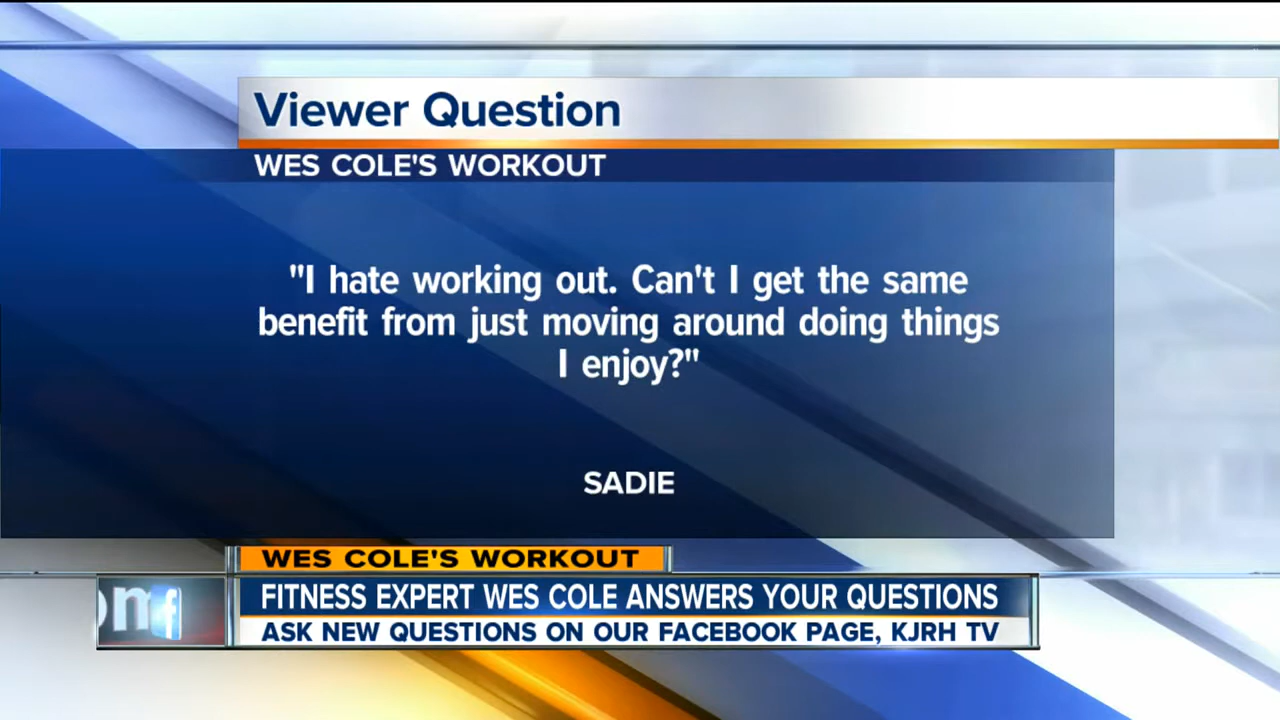 Viewer Question
WES COLE'S WORKOUT
"I hate working out. Can't I get the same
benefit from just moving around doing things
I enjoy?"
SADIE
WES COLE'S WORKOUT
FITNESS EXPERT WES COLE ANSWERS YOUR QUESTIONS
ASK NEW QUESTIONS ON OUR FACEBOOK PAGE, KJRH TV